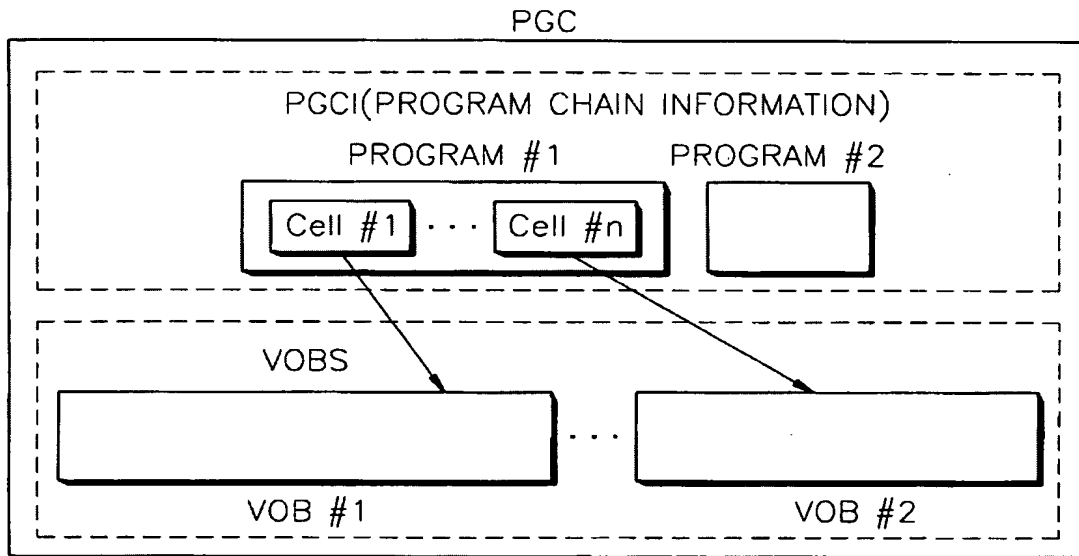 PGC
PGCI(PROGRAM CHAIN INFORMATION)
PROGRAM #1 PROGRAM #2
Cell #1 ··· Cell #n
VOBS
···
VOB #1 VOB #2